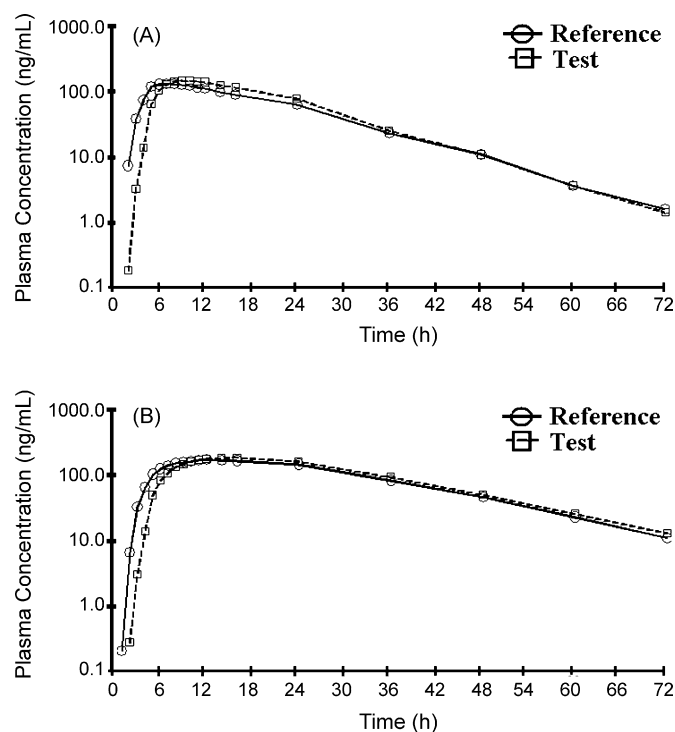 (A)
Reference
Test
Plasma Concentration (ng/mL)
1000.0
100.0
10.0
1.0
0.1
0 6 12 18 24 30 36 42 48 54 60 66 72
Time (h)
(B)
Reference
Test
Plasma Concentration (ng/mL)
1000.0
100.0
10.0
1.0
0.1
0 6 12 18 24 30 36 42 48 54 60 66 72
Time (h)